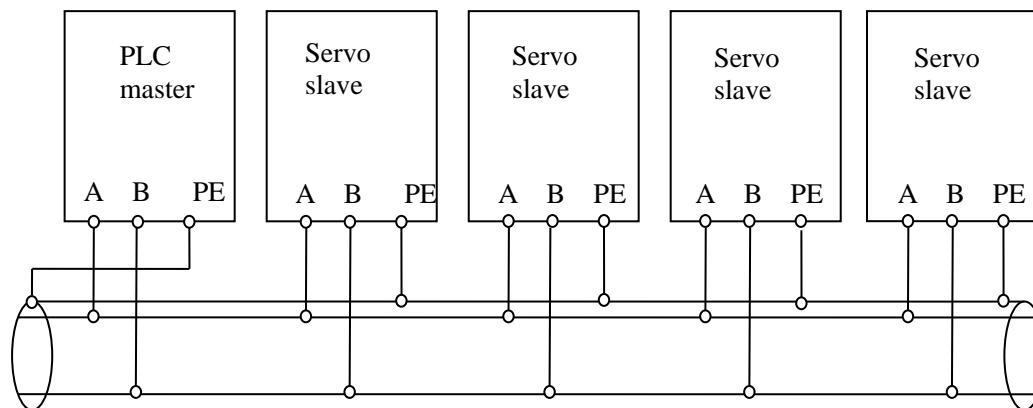 PLC
master
Servo
slave
Servo
slave
Servo
slave
Servo
slave
A B PE
A B PE
A B PE
A B PE
A B PE